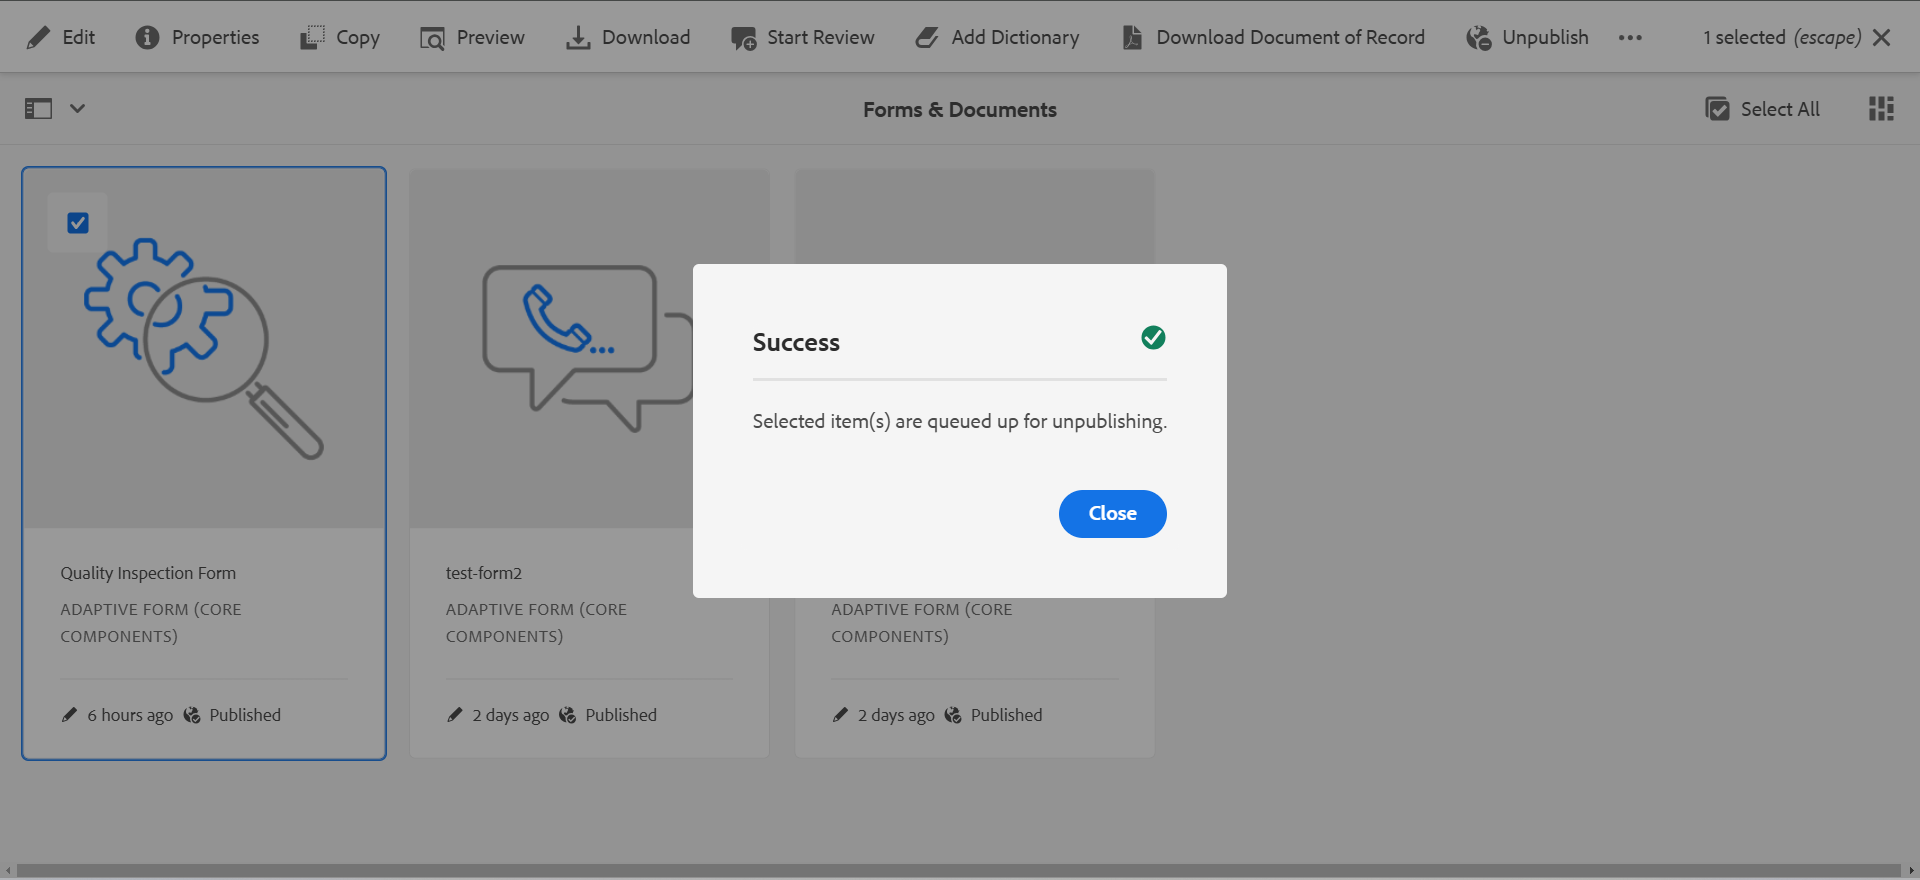 Edit Properties Copy Preview Download Start Review Add Dictionary Download Document of Record Unpublish 1 selected (escape)
Forms & Documents
Select All
Success
Selected item(s) are queued up for unpublishing.
Close
Quality Inspection Form
ADAPTIVE FORM (CORE
COMPONENTS)
6 hours ago Published
test-form2
ADAPTIVE FORM (CORE
COMPONENTS)
2 days ago Published
ADAPTIVE FORM (CORE
COMPONENTS)
2 days ago Published